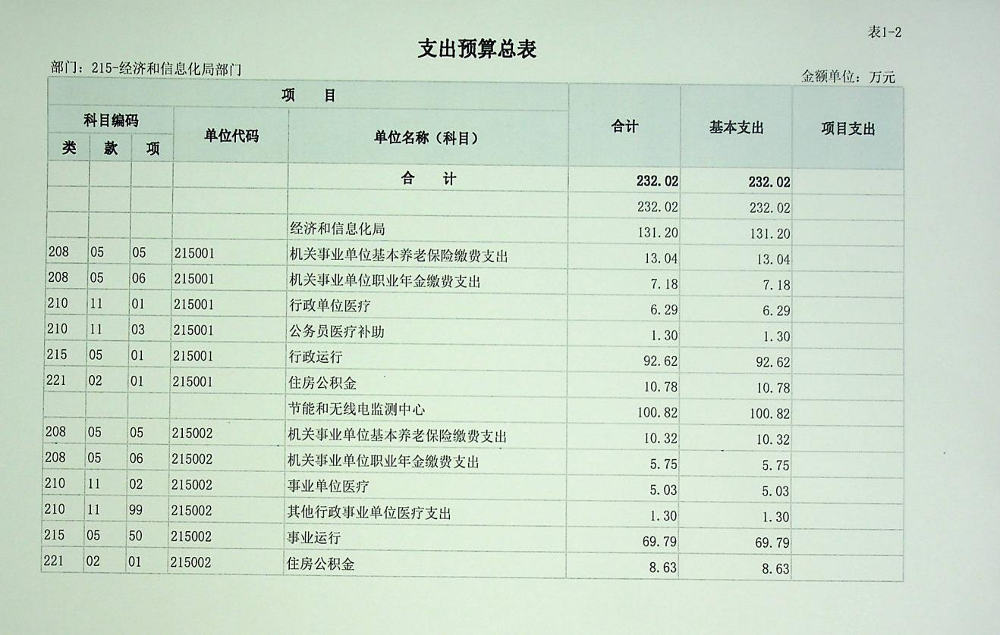 表1-2
支出预算总表
部门：215-经济和信息化局部门
金额单位：万元
项 目 合计 基本支出 项目支出
科目编码 单位代码 单位名称（科目）
类 款 项
合 计 232.02 232.02
232.02 232.02
经济和信息化局 131.20 131.20
208 05 05 215001 机关事业单位基本养老保险缴费支出 13.04 13.04
208 05 06 215001 机关事业单位职业年金缴费支出 7.18 7.18
210 11 01 215001 行政单位医疗 6.29 6.29
210 11 03 215001 公务员医疗补助 1.30 1.30
215 05 01 215001 行政运行 92.62 92.62
221 02 01 215001 住房公积金 10.78 10.78
节能和无线电监测中心 100.82 100.82
208 05 05 215002 机关事业单位基本养老保险缴费支出 10.32 10.32
208 05 06 215002 机关事业单位职业年金缴费支出 5.75 5.75
210 11 02 215002 事业单位医疗 5.03 5.03
210 11 99 215002 其他行政事业单位医疗支出 1.30 1.30
215 05 50 215002 事业运行 69.79 69.79
221 02 01 215002 住房公积金 8.63 8.63